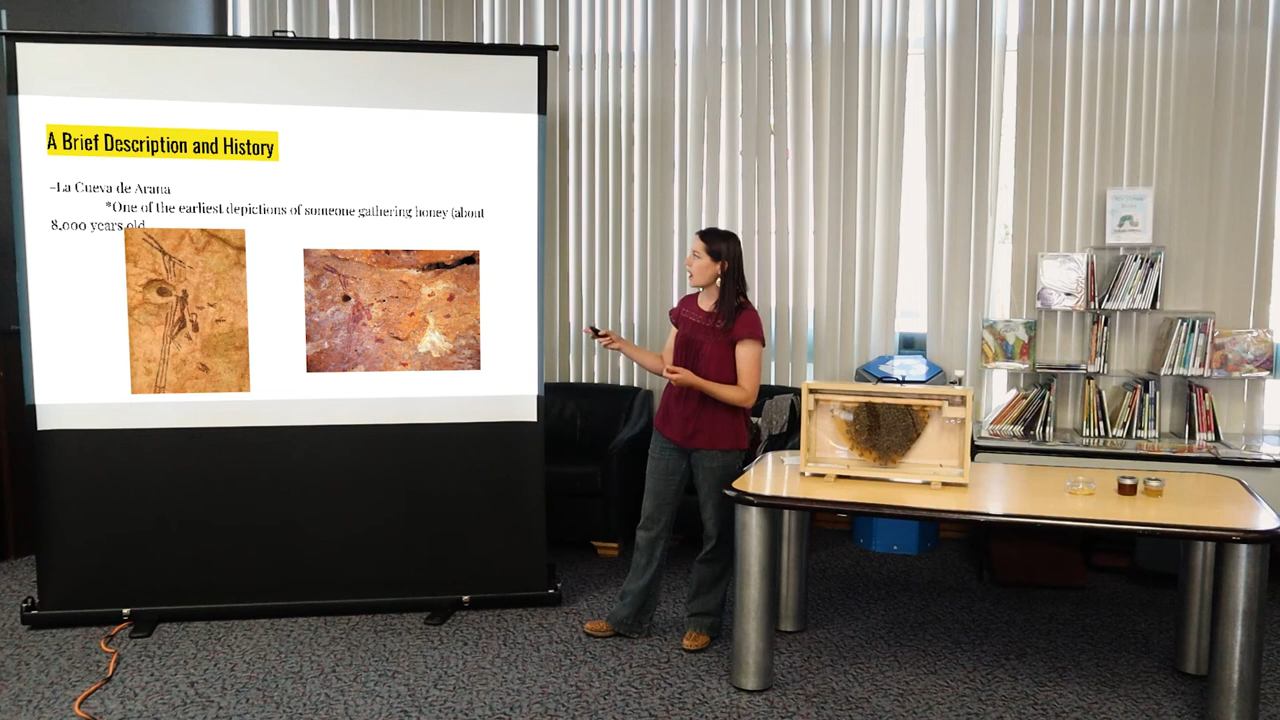 A Brief Description and History
-La Cueva de Arana
*One of the earliest depictions of someone gathering honey (about
8,000 years old